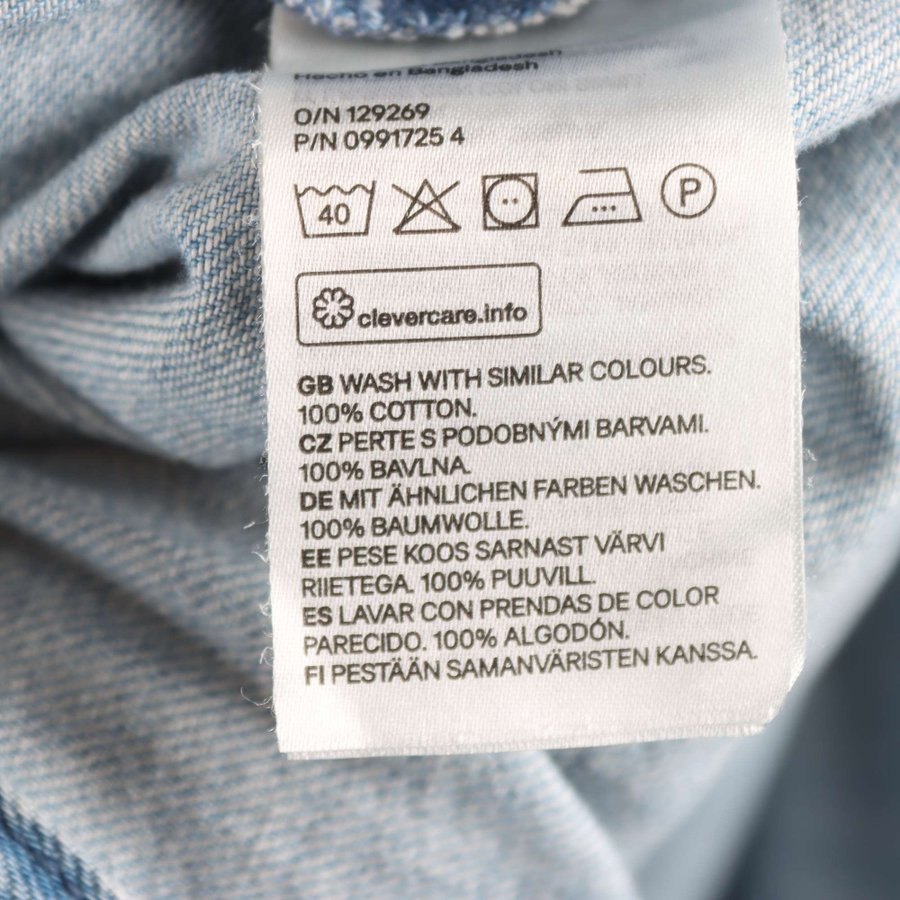 Hecho en Bangladesh
O/N 129269
P/N 0991725 4
40 P
clevercare.info
GB WASH WITH SIMILAR COLOURS.
100% COTTON.
CZ PERTE S PODOBNÝMI BARVAMI.
100% BAVLNA.
DE MIT ÄHNLICHEN FARBEN WASCHEN.
100% BAUMWOLLE.
EE PESE KOOS SARNAST VÄRVI
RIIETEGA. 100% PUUVILL.
ES LAVAR CON PRENDAS DE COLOR
PARECIDO. 100% ALGODÓN.
FI PESTÄÄN SAMANVÄRISTEN KANSSA.